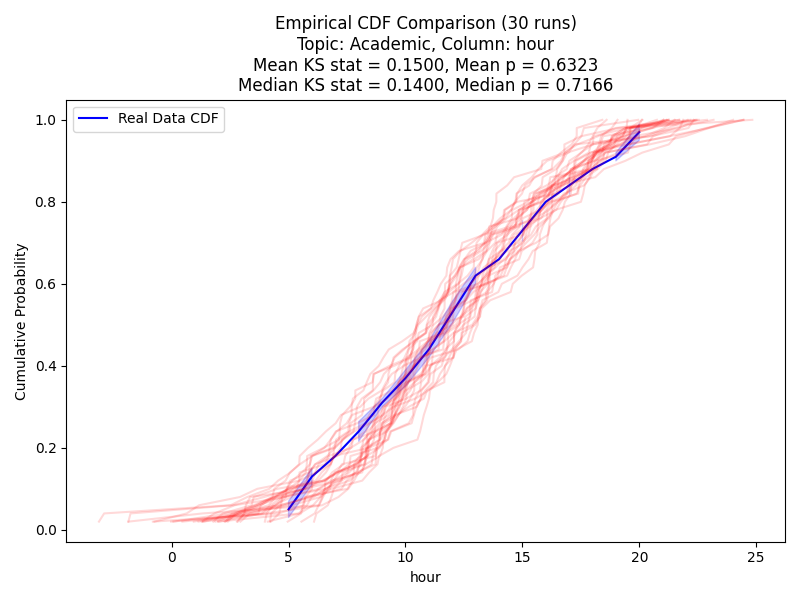 Empirical CDF Comparison (30 runs)
Topic: Academic, Column: hour
Mean KS stat = 0.1500, Mean p = 0.6323
Median KS stat = 0.1400, Median p = 0.7166
Real Data CDF
1.0
0.8
0.6
0.4
0.2
0.0
Cumulative Probability
0 5 10 15 20 25
hour